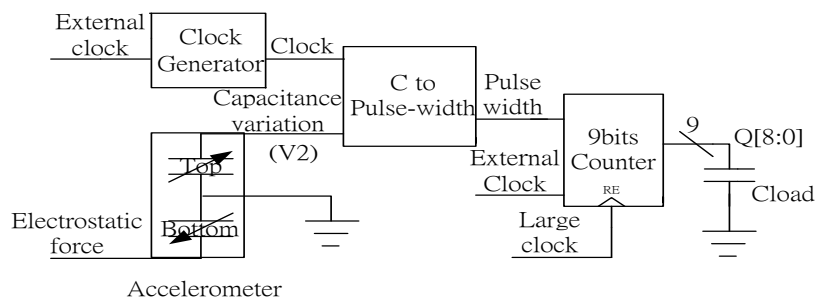 External
clock
Clock
Generator
Clock
Capacitance
variation
(V2)
C to
Pulse-width
Pulse
width
External
Clock
9bits
Counter
RE
Large
clock
9
Q[8:0]
Cload
Top
Bottom
Electrostatic
force
Accelerometer